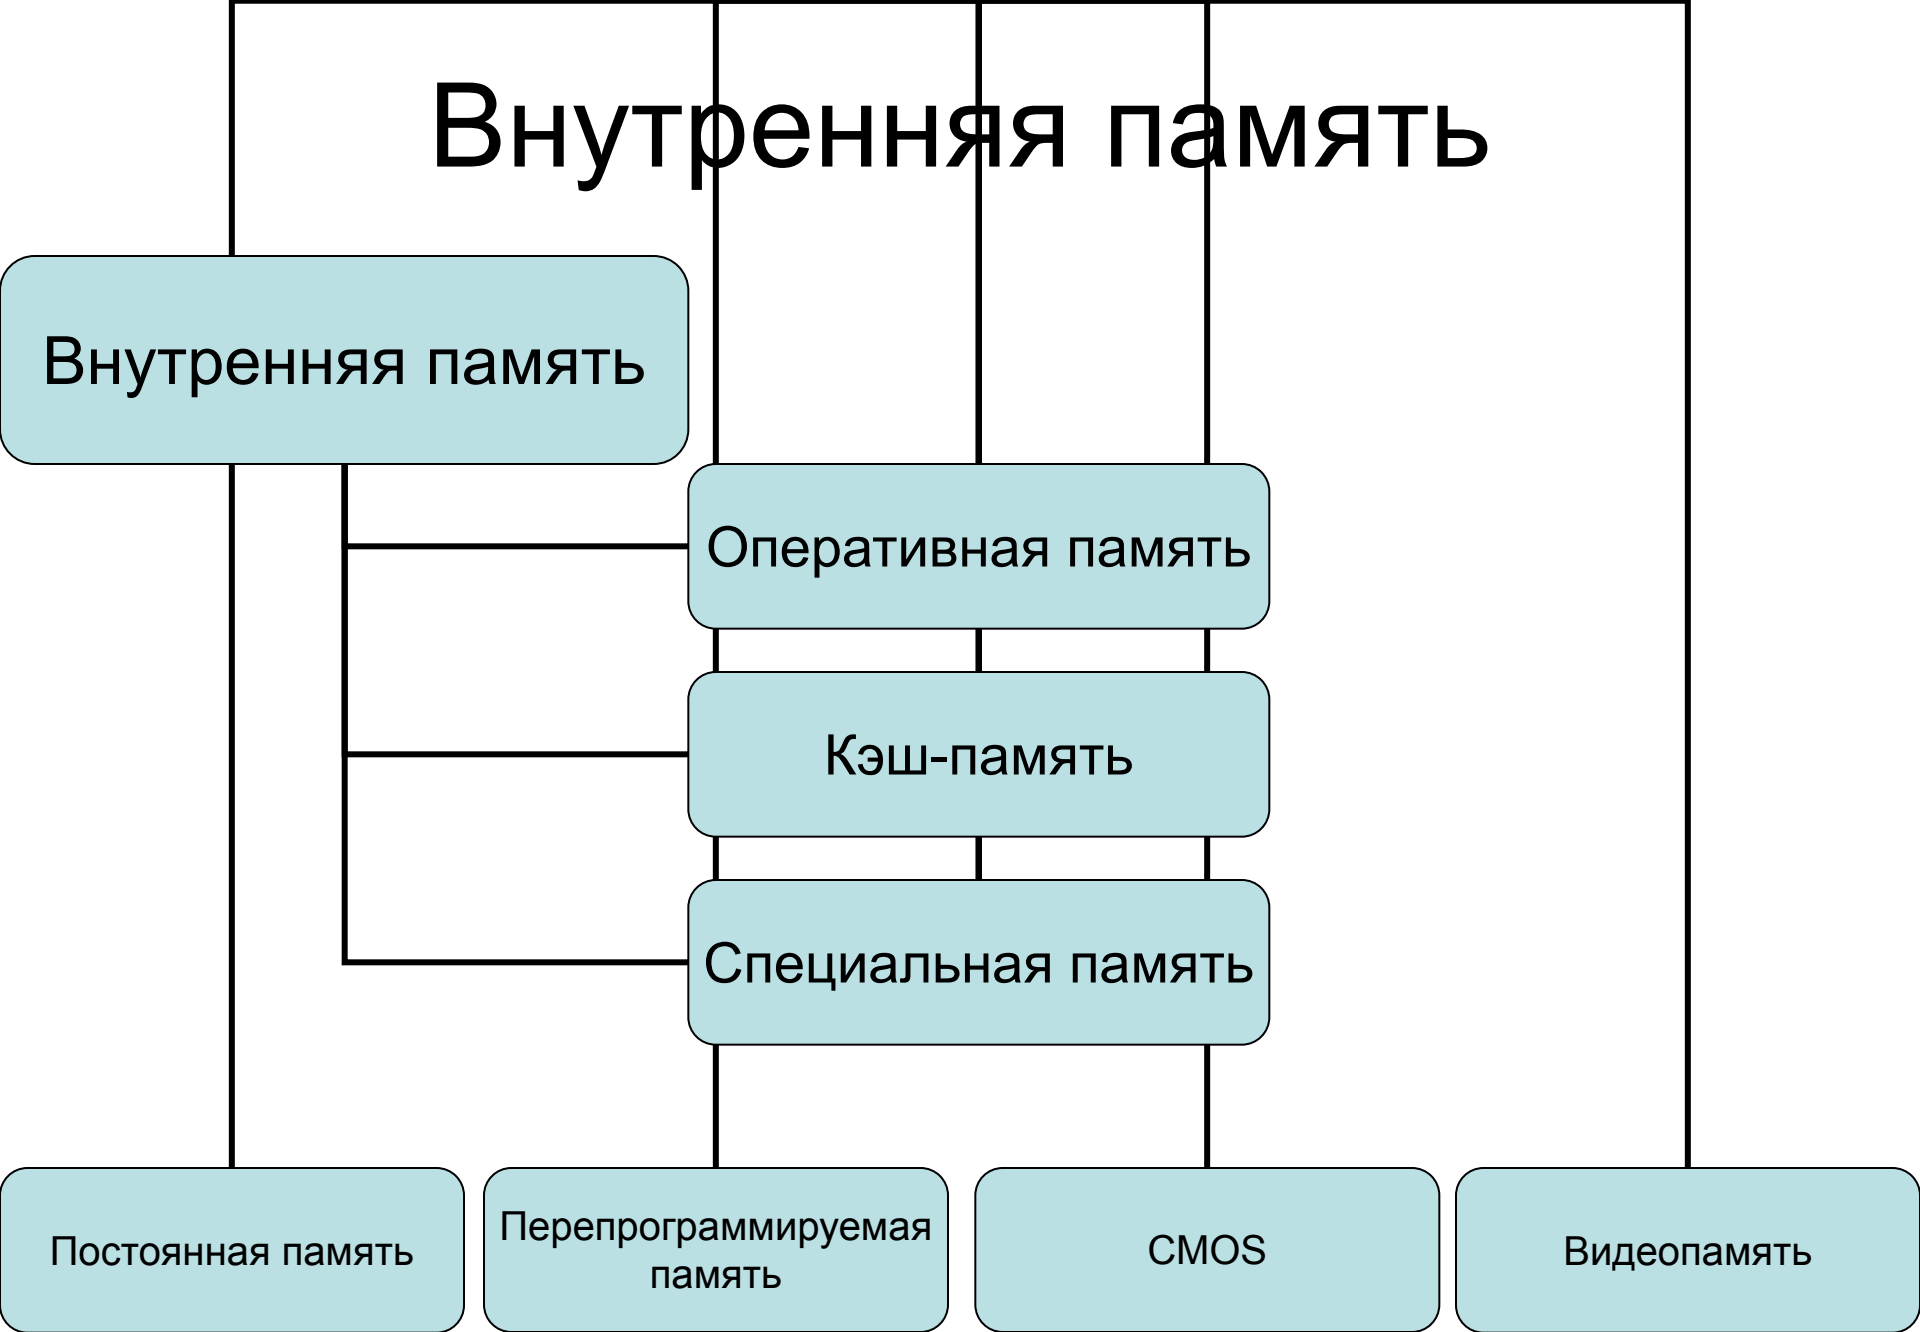 Внутренняя память
Внутренняя память
Оперативная память
Кэш-память
Специальная память
Постоянная память
Перепрограммируемая
память
CMOS
Видеопамять